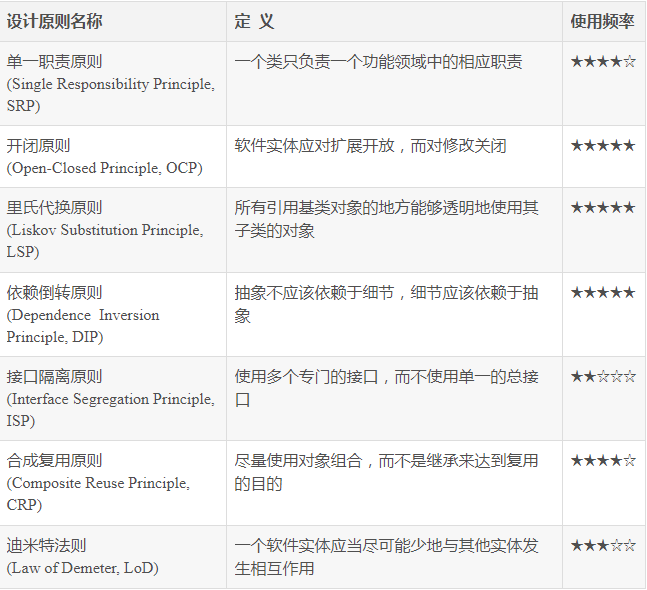 设计原则名称 定 义 使用频率
单一职责原则 一个类只负责一个功能领域中的相应职责 ★★★★☆
(Single Responsibility Principle,
SRP)
开闭原则 软件实体应对扩展开放，而对修改关闭 ★★★★★
(Open-Closed Principle, OCP)
里氏代换原则 所有引用基类对象的地方能够透明地使用其 ★★★★★
(Liskov Substitution Principle, 子类的对象
LSP)
依赖倒转原则 抽象不应该依赖于细节，细节应该依赖于抽 ★★★★★
(Dependence Inversion 象
Principle, DIP)
接口隔离原则 使用多个专门的接口，而不使用单一的总接 ★★☆☆☆
(Interface Segregation Principle, 口
ISP)
合成复用原则 尽量使用对象组合，而不是继承来达到复用 ★★★★☆
(Composite Reuse Principle, 的目的
CRP)
迪米特法则 一个软件实体应当尽可能少地与其他实体发 ★★★☆☆
(Law of Demeter, LoD) 生相互作用